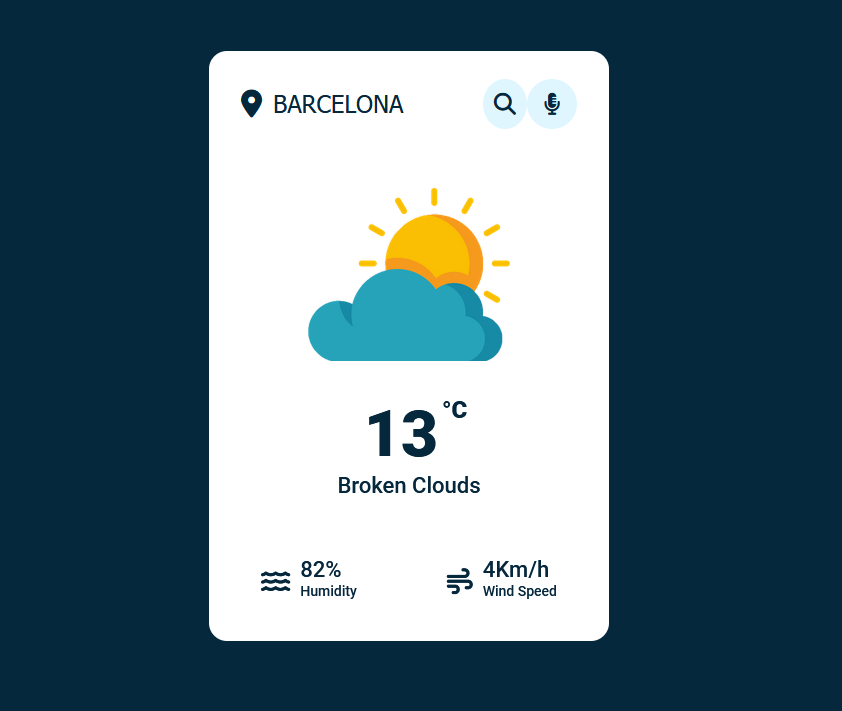 BARCELONA
13°C
Broken Clouds
82%
Humidity
4Km/h
Wind Speed